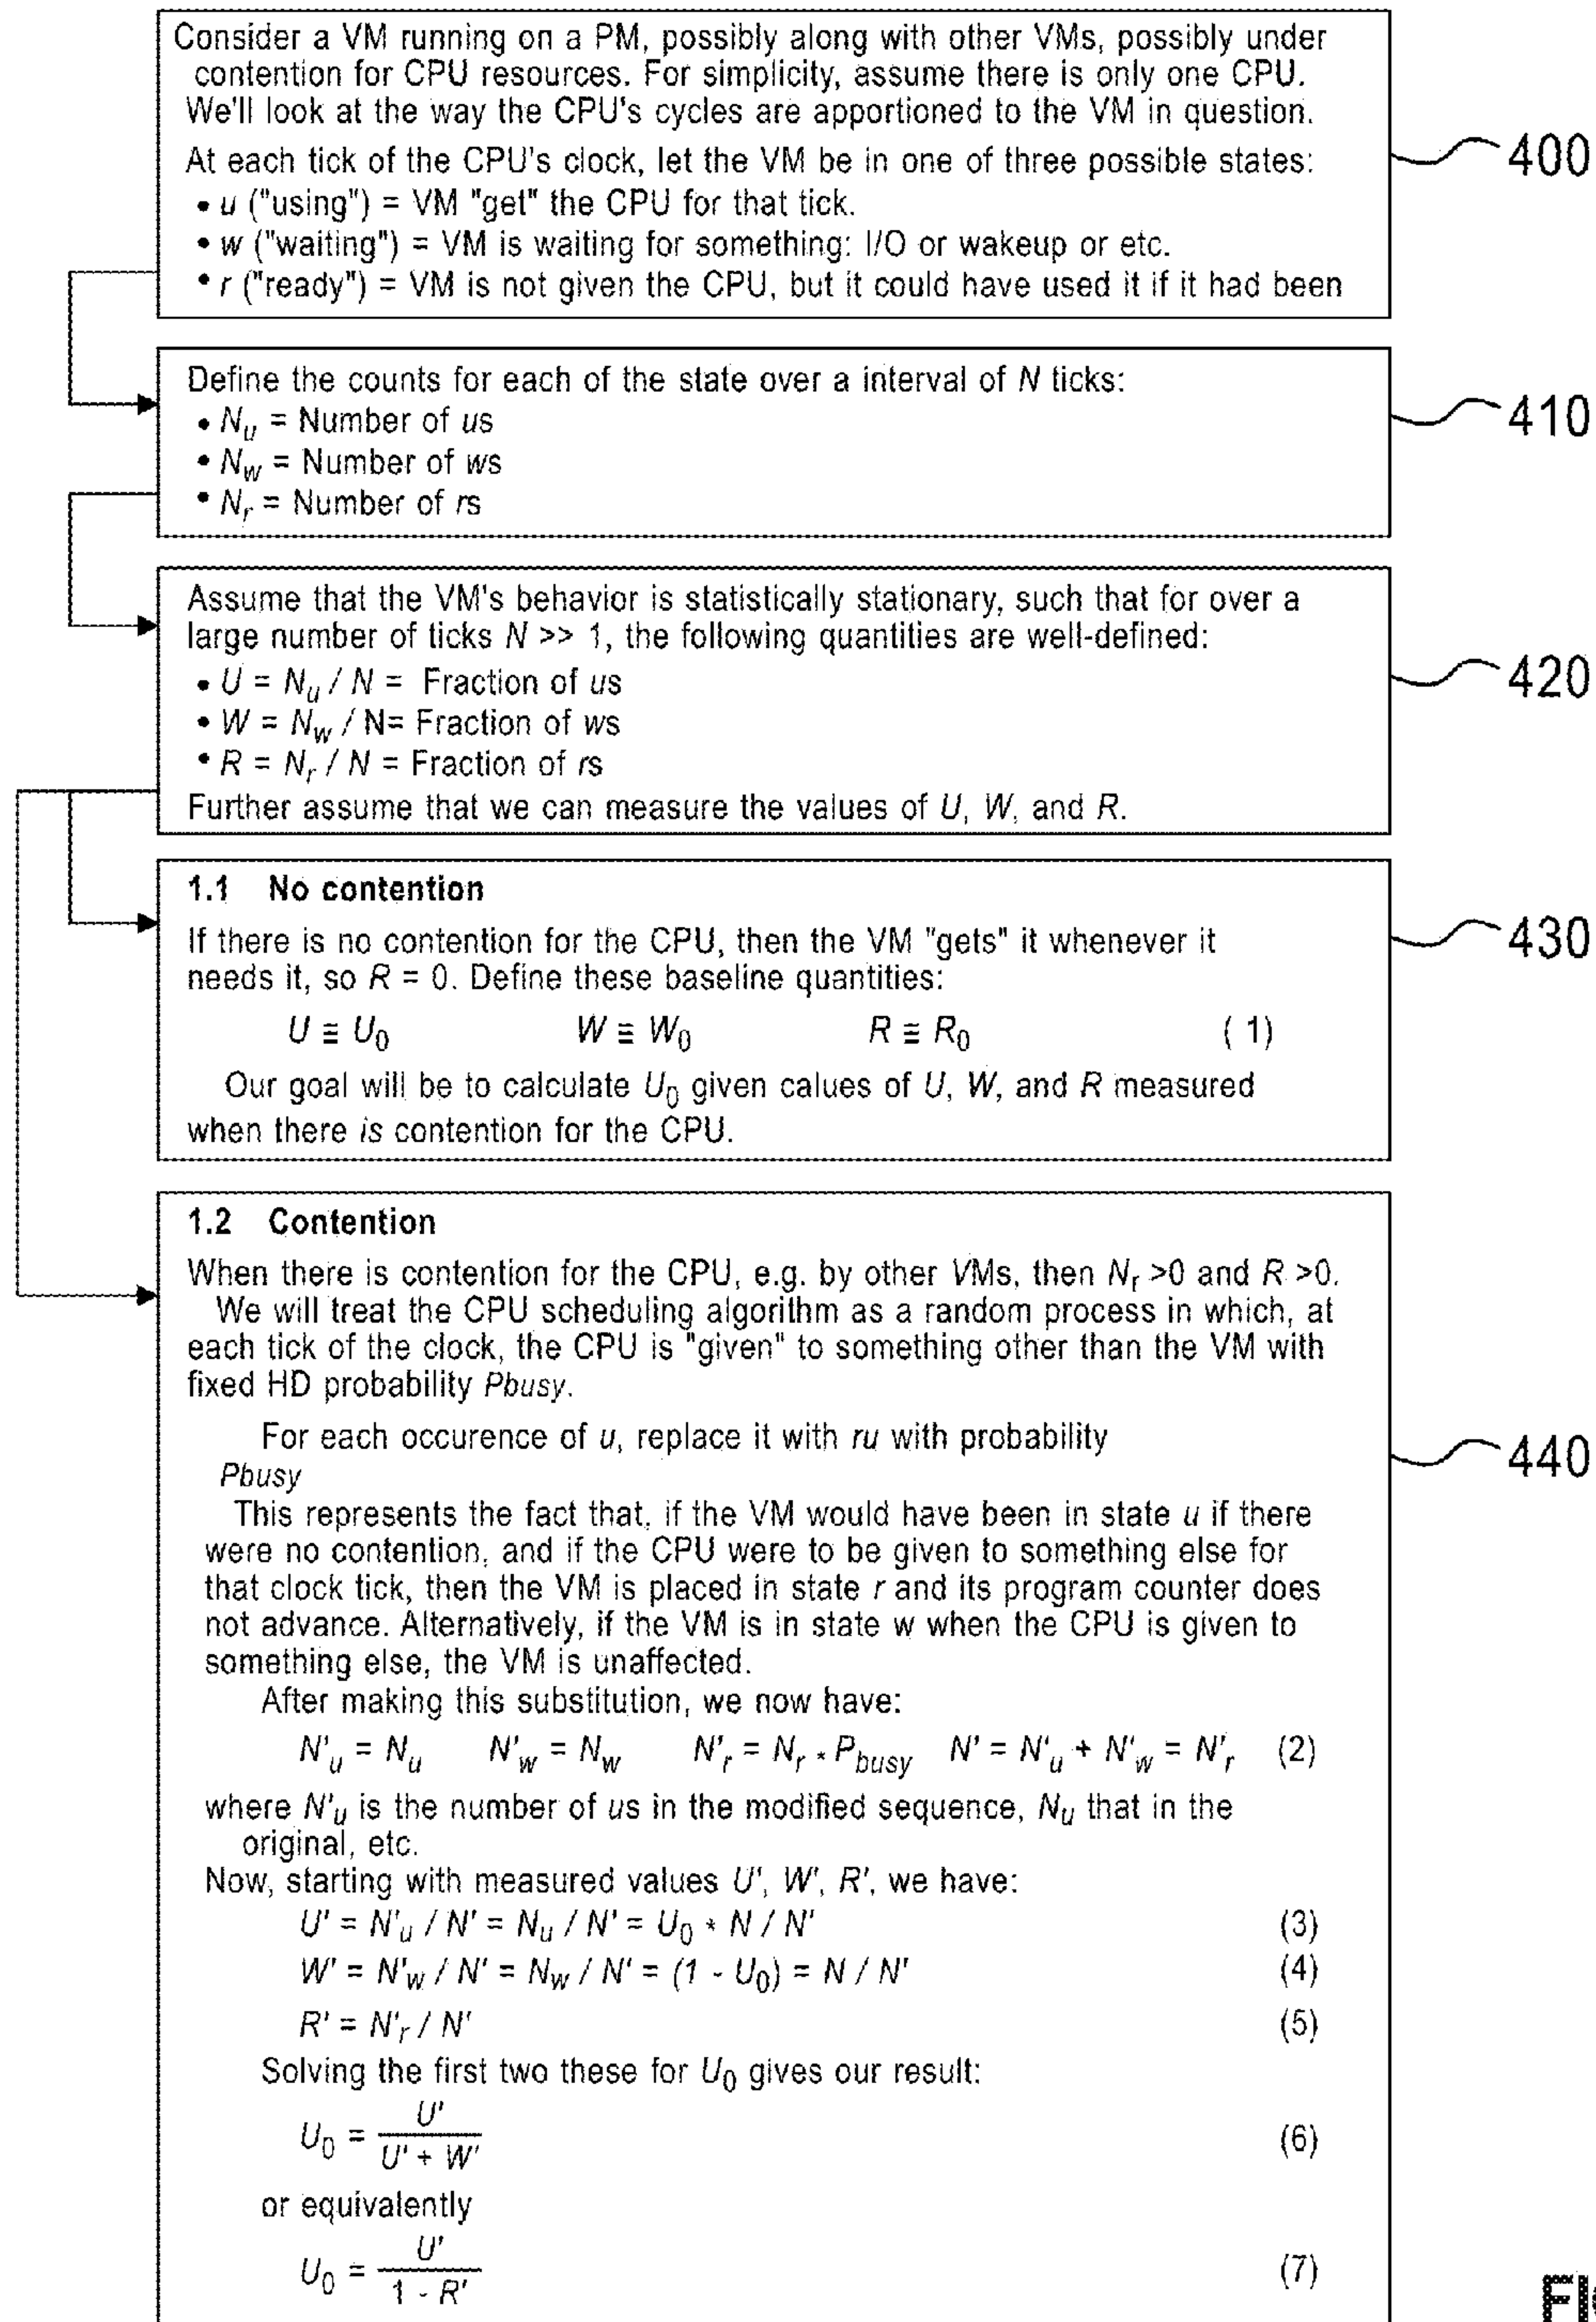 Consider a VM running on a PM, possibly along with other VMs, possibly under
contention for CPU resources. For simplicity, assume there is only one CPU.
We'll look at the way the CPU's cycles are apportioned to the VM in question.
At each tick of the CPU's clock, let the VM be in one of three possible states:
• u ("using") = VM "get" the CPU for that tick.
• w ("waiting") = VM is waiting for something: I/O or wakeup or etc.
• r ("ready") = VM is not given the CPU, but it could have used it if it had been
400
Define the counts for each of the state over a interval of N ticks:
• N_u = Number of us
• N_w = Number of ws
• N_r = Number of rs
410
Assume that the VM's behavior is statistically stationary, such that for over a
large number of ticks N >> 1, the following quantities are well-defined:
• U = N_u / N = Fraction of us
• W = N_w / N= Fraction of ws
• R = N_r / N = Fraction of rs
Further assume that we can measure the values of U, W, and R.
420
1.1 No contention
If there is no contention for the CPU, then the VM "gets" it whenever it
needs it, so R = 0. Define these baseline quantities:
U ≡ U_0 W ≡ W_0 R ≡ R_0 ( 1)
Our goal will be to calculate U_0 given calues of U, W, and R measured
when there is contention for the CPU.
430
1.2 Contention
When there is contention for the CPU, e.g. by other VMs, then N_r >0 and R >0.
We will treat the CPU scheduling algorithm as a random process in which, at
each tick of the clock, the CPU is "given" to something other than the VM with
fixed HD probability Pbusy.
For each occurence of u, replace it with ru with probability
Pbusy
This represents the fact that, if the VM would have been in state u if there
were no contention, and if the CPU were to be given to something else for
that clock tick, then the VM is placed in state r and its program counter does
not advance. Alternatively, if the VM is in state w when the CPU is given to
something else, the VM is unaffected.
After making this substitution, we now have:
N'_u = N_u N'_w = N_w N'_r = N_r * P_busy N' = N'_u + N'_w = N'_r (2)
where N'_u is the number of us in the modified sequence, N_u that in the
original, etc.
Now, starting with measured values U', W', R', we have:
U' = N'_u / N' = N_u / N' = U_0 * N / N' (3)
W' = N'_w / N' = N_w / N' = (1 - U_0) = N / N' (4)
R' = N'_r / N' (5)
Solving the first two these for U_0 gives our result:
U_0 = U' / (U' + W') (6)
or equivalently
U_0 = U' / (1 - R') (7)
440